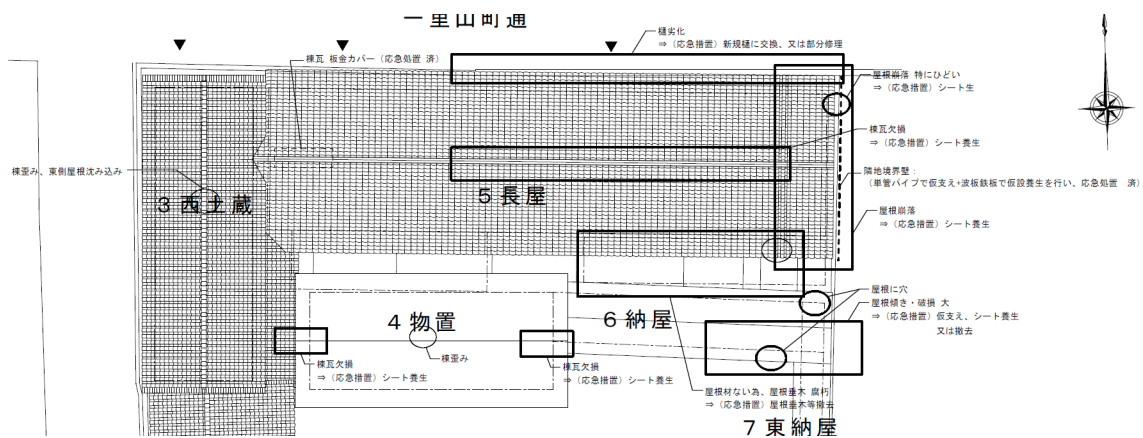 一里山町通
樋劣化
⇒（応急措置）新規樋に交換、又は部分修理
棟瓦 板金カバー（応急処置 済）
屋根崩落 特にひどい
⇒（応急措置）シート生
棟瓦欠損
⇒（応急措置）シート養生
棟歪み、東側屋根沈み込み
隣地境界壁：
（単管パイプで仮支え+波板鉄板で仮設養生を行い、応急処置 済）
３西土蔵
５長屋
屋根崩落
⇒（応急措置）シート養生
屋根に穴
屋根傾き・破損 大
⇒（応急措置）仮支え、シート養生
又は撤去
４物置
６納屋
棟歪み
棟瓦欠損
⇒（応急措置）シート養生
棟瓦欠損
⇒（応急措置）シート養生
屋根材ない為、屋根垂木 腐朽
⇒（応急措置）屋根垂木等撤去
７東納屋